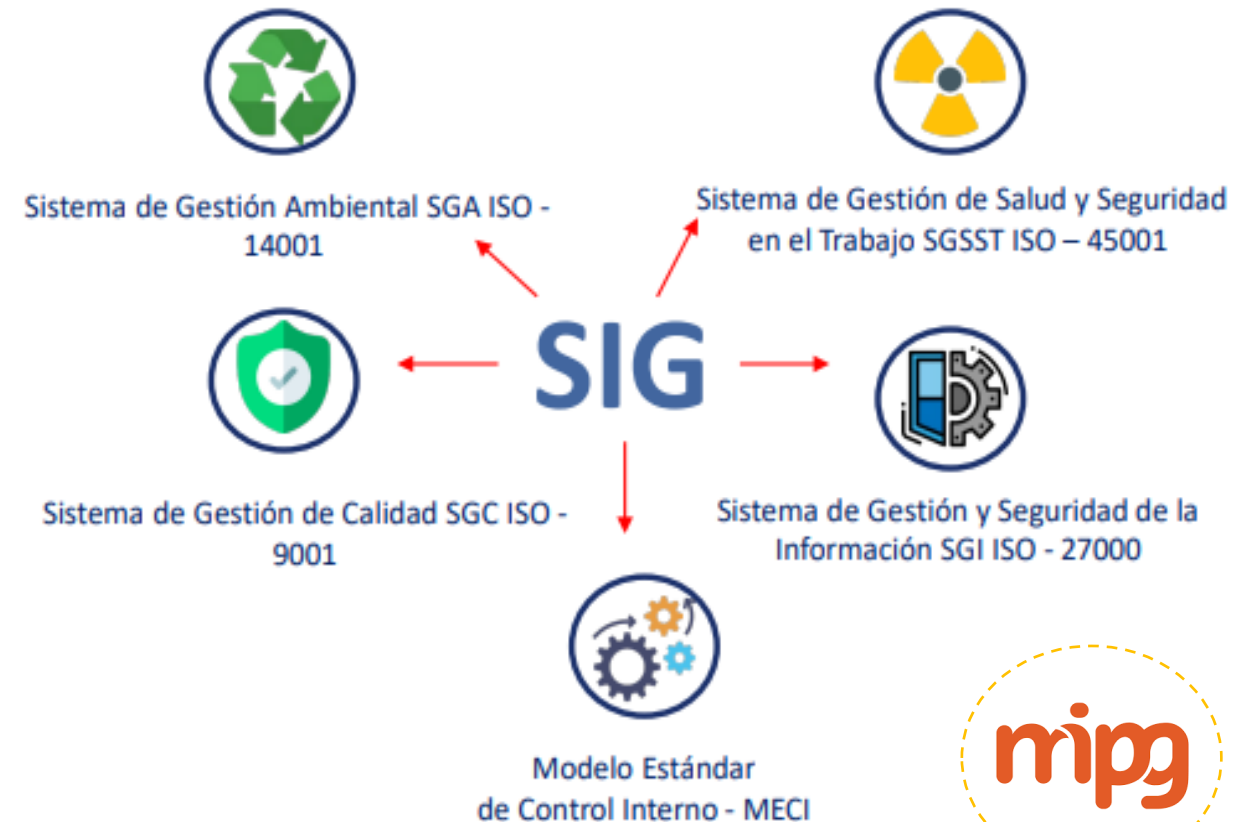 Sistema de Gestión Ambiental SGA ISO -
14001
Sistema de Gestión de Salud y Seguridad
en el Trabajo SGSST ISO – 45001
SIG
Sistema de Gestión de Calidad SGC ISO -
9001
Sistema de Gestión y Seguridad de la
Información SGI ISO - 27000
Modelo Estándar
de Control Interno - MECI
mipg